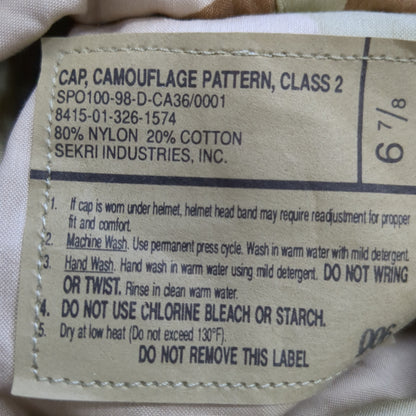 CAP, CAMOUFLAGE PATTERN, CLASS 2
SPO100-98-D-CA36/0001
8415-01-326-1574
80% NYLON 20% COTTON
SEKRI INDUSTRIES, INC.
6 7/8
1. If cap is worn under helmet, helmet head band may require readjustment for propper
fit and comfort.
2. Machine Wash. Use permanent press cycle. Wash in warm water with mild detergent.
3. Hand Wash. Hand wash in warm water using mild detergent. DO NOT WRING
OR TWIST. Rinse in clean warm water.
4. DO NOT USE CHLORINE BLEACH OR STARCH.
5. Dry at low heat (Do not exceed 130°F).
DO NOT REMOVE THIS LABEL